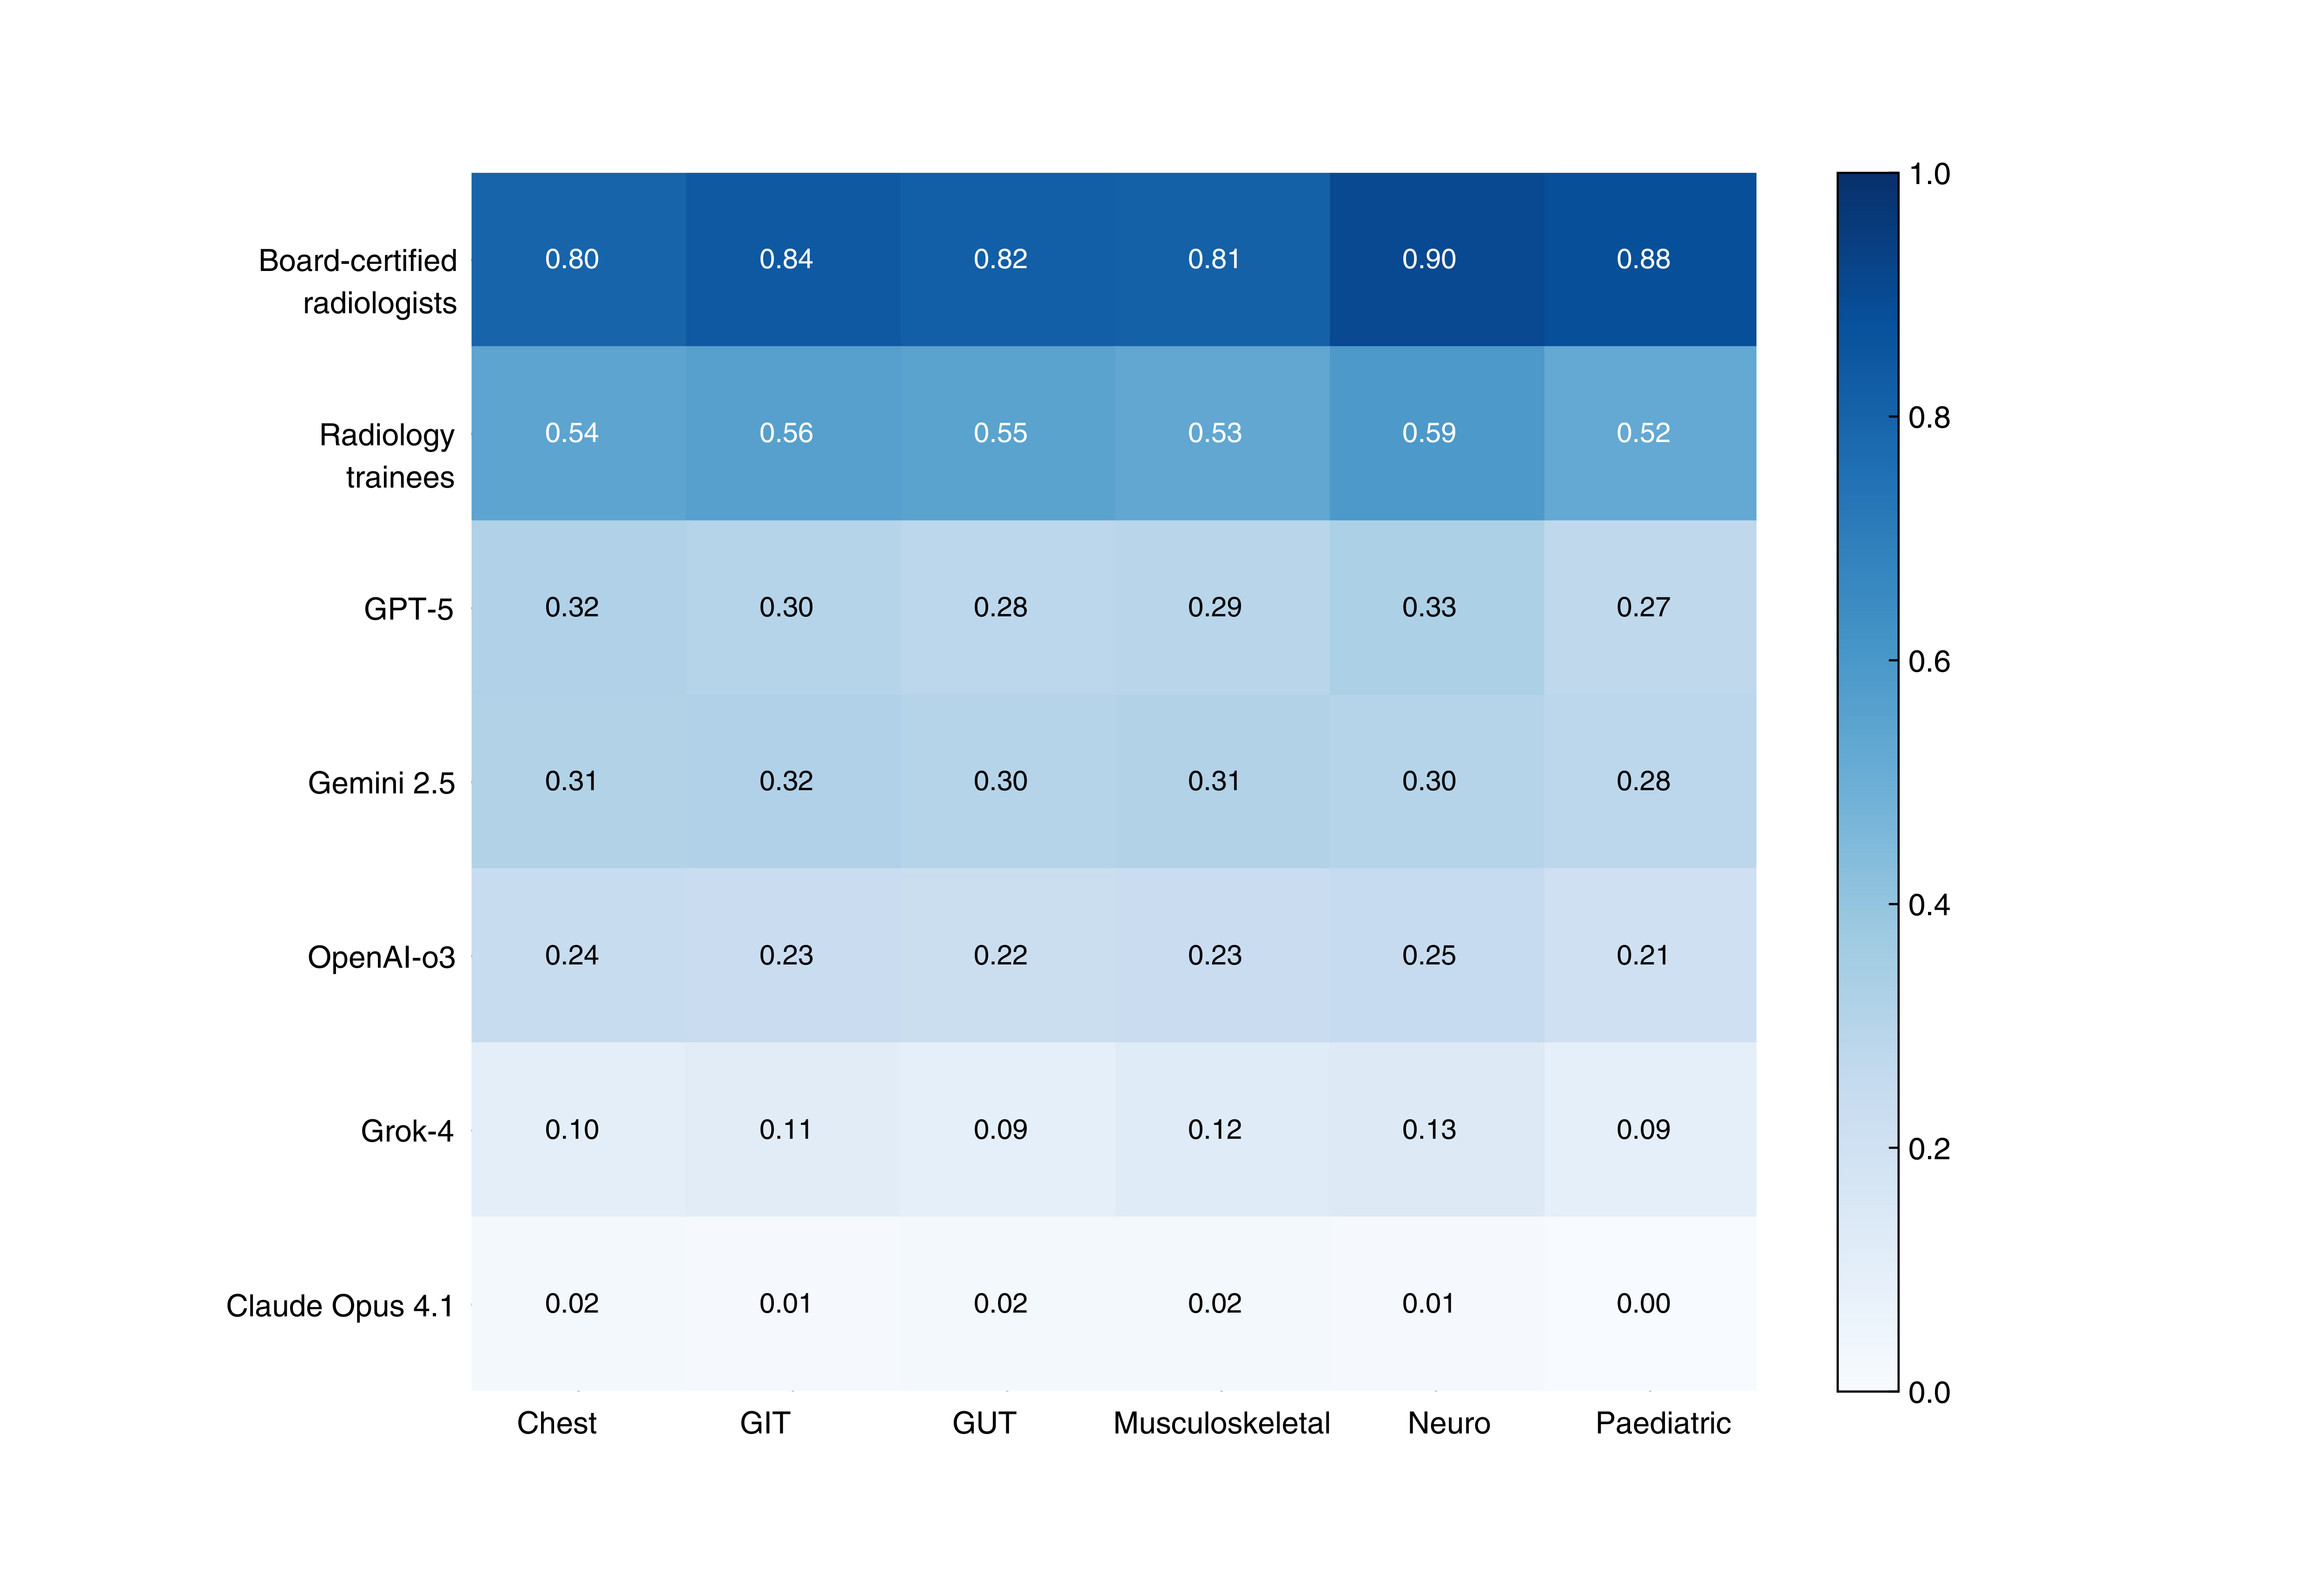 1.0
Board-certified
radiologists
0.80 0.84 0.82 0.81 0.90 0.88
0.8
Radiology
trainees
0.54 0.56 0.55 0.53 0.59 0.52
0.6
GPT-5 0.32 0.30 0.28 0.29 0.33 0.27
Gemini 2.5 0.31 0.32 0.30 0.31 0.30 0.28
0.4
OpenAI-o3 0.24 0.23 0.22 0.23 0.25 0.21
0.2
Grok-4 0.10 0.11 0.09 0.12 0.13 0.09
Claude Opus 4.1 0.02 0.01 0.02 0.02 0.01 0.00
0.0
Chest GIT GUT Musculoskeletal Neuro Paediatric